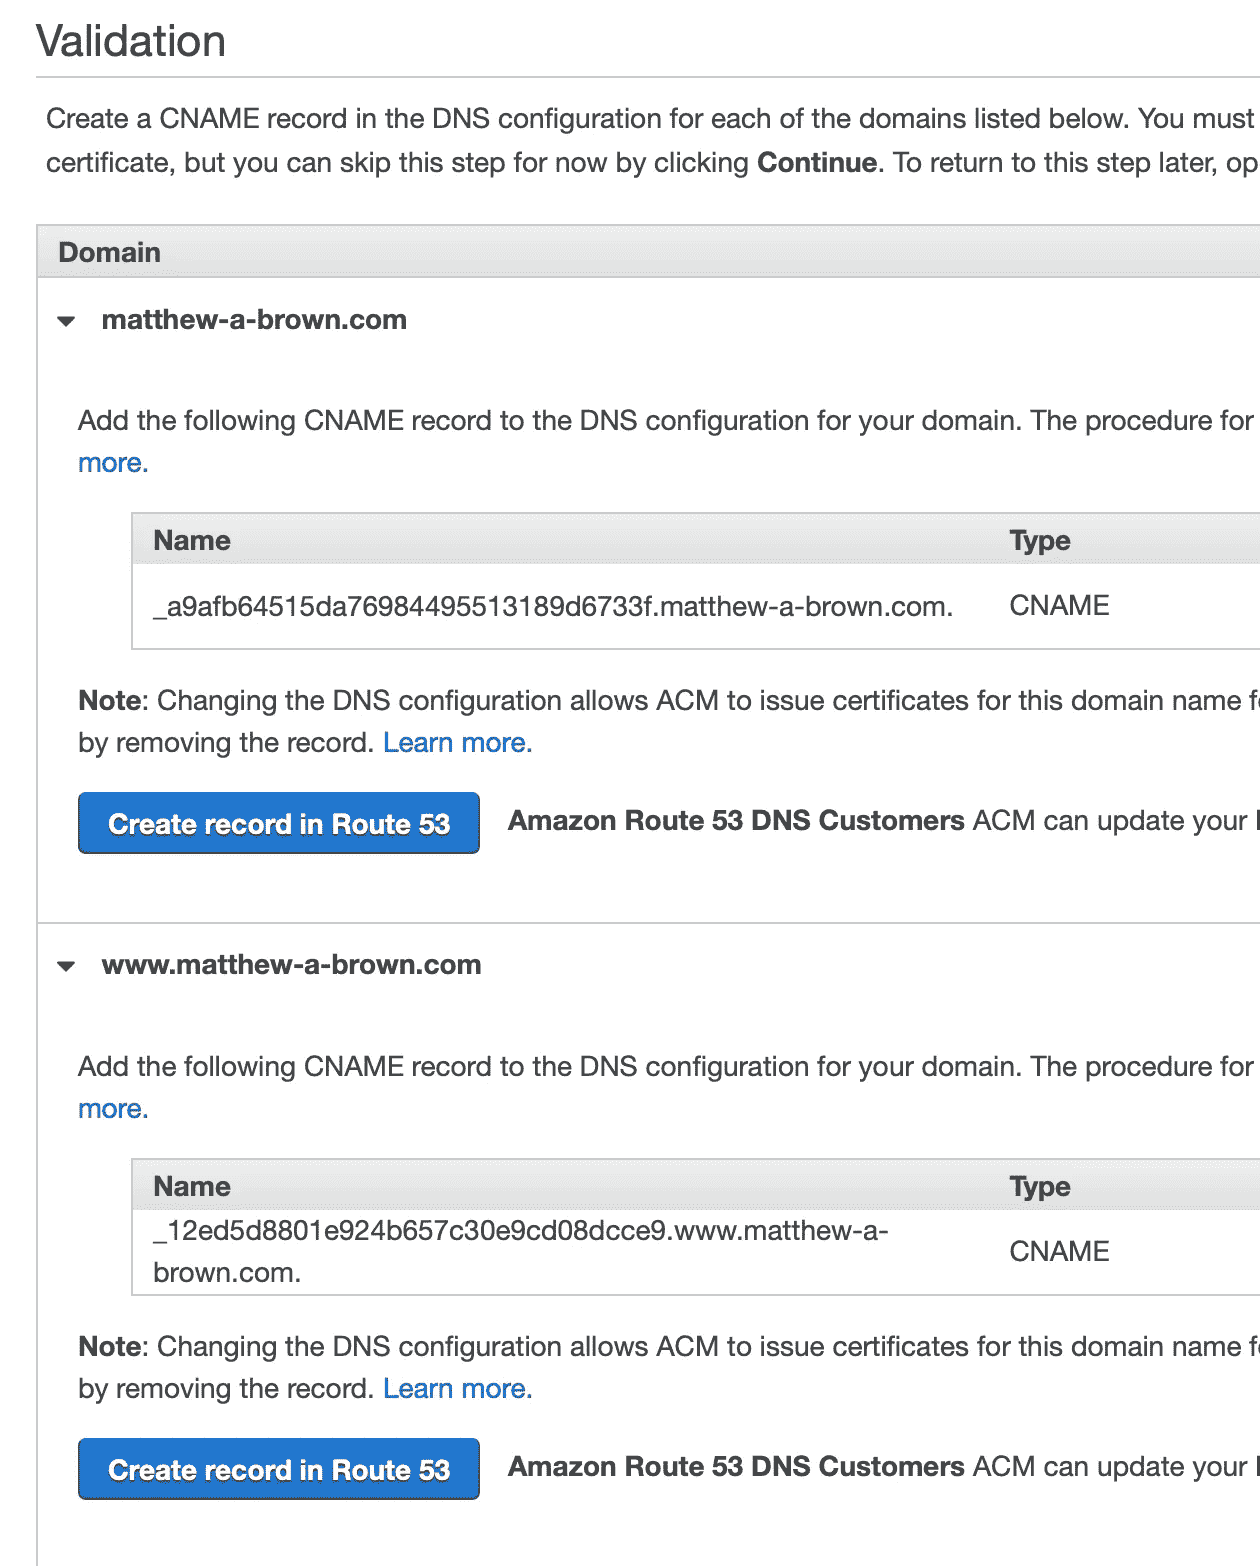 Validation
Create a CNAME record in the DNS configuration for each of the domains listed below. You must
certificate, but you can skip this step for now by clicking Continue. To return to this step later, op
Domain
matthew-a-brown.com
Add the following CNAME record to the DNS configuration for your domain. The procedure for
more.
Name Type
_a9afb64515da76984495513189d6733f.matthew-a-brown.com. CNAME
Note: Changing the DNS configuration allows ACM to issue certificates for this domain name f
by removing the record. Learn more.
Create record in Route 53 Amazon Route 53 DNS Customers ACM can update your
www.matthew-a-brown.com
Add the following CNAME record to the DNS configuration for your domain. The procedure for
more.
Name Type
_12ed5d8801e924b657c30e9cd08dcce9.www.matthew-a-
brown.com. CNAME
Note: Changing the DNS configuration allows ACM to issue certificates for this domain name f
by removing the record. Learn more.
Create record in Route 53 Amazon Route 53 DNS Customers ACM can update your